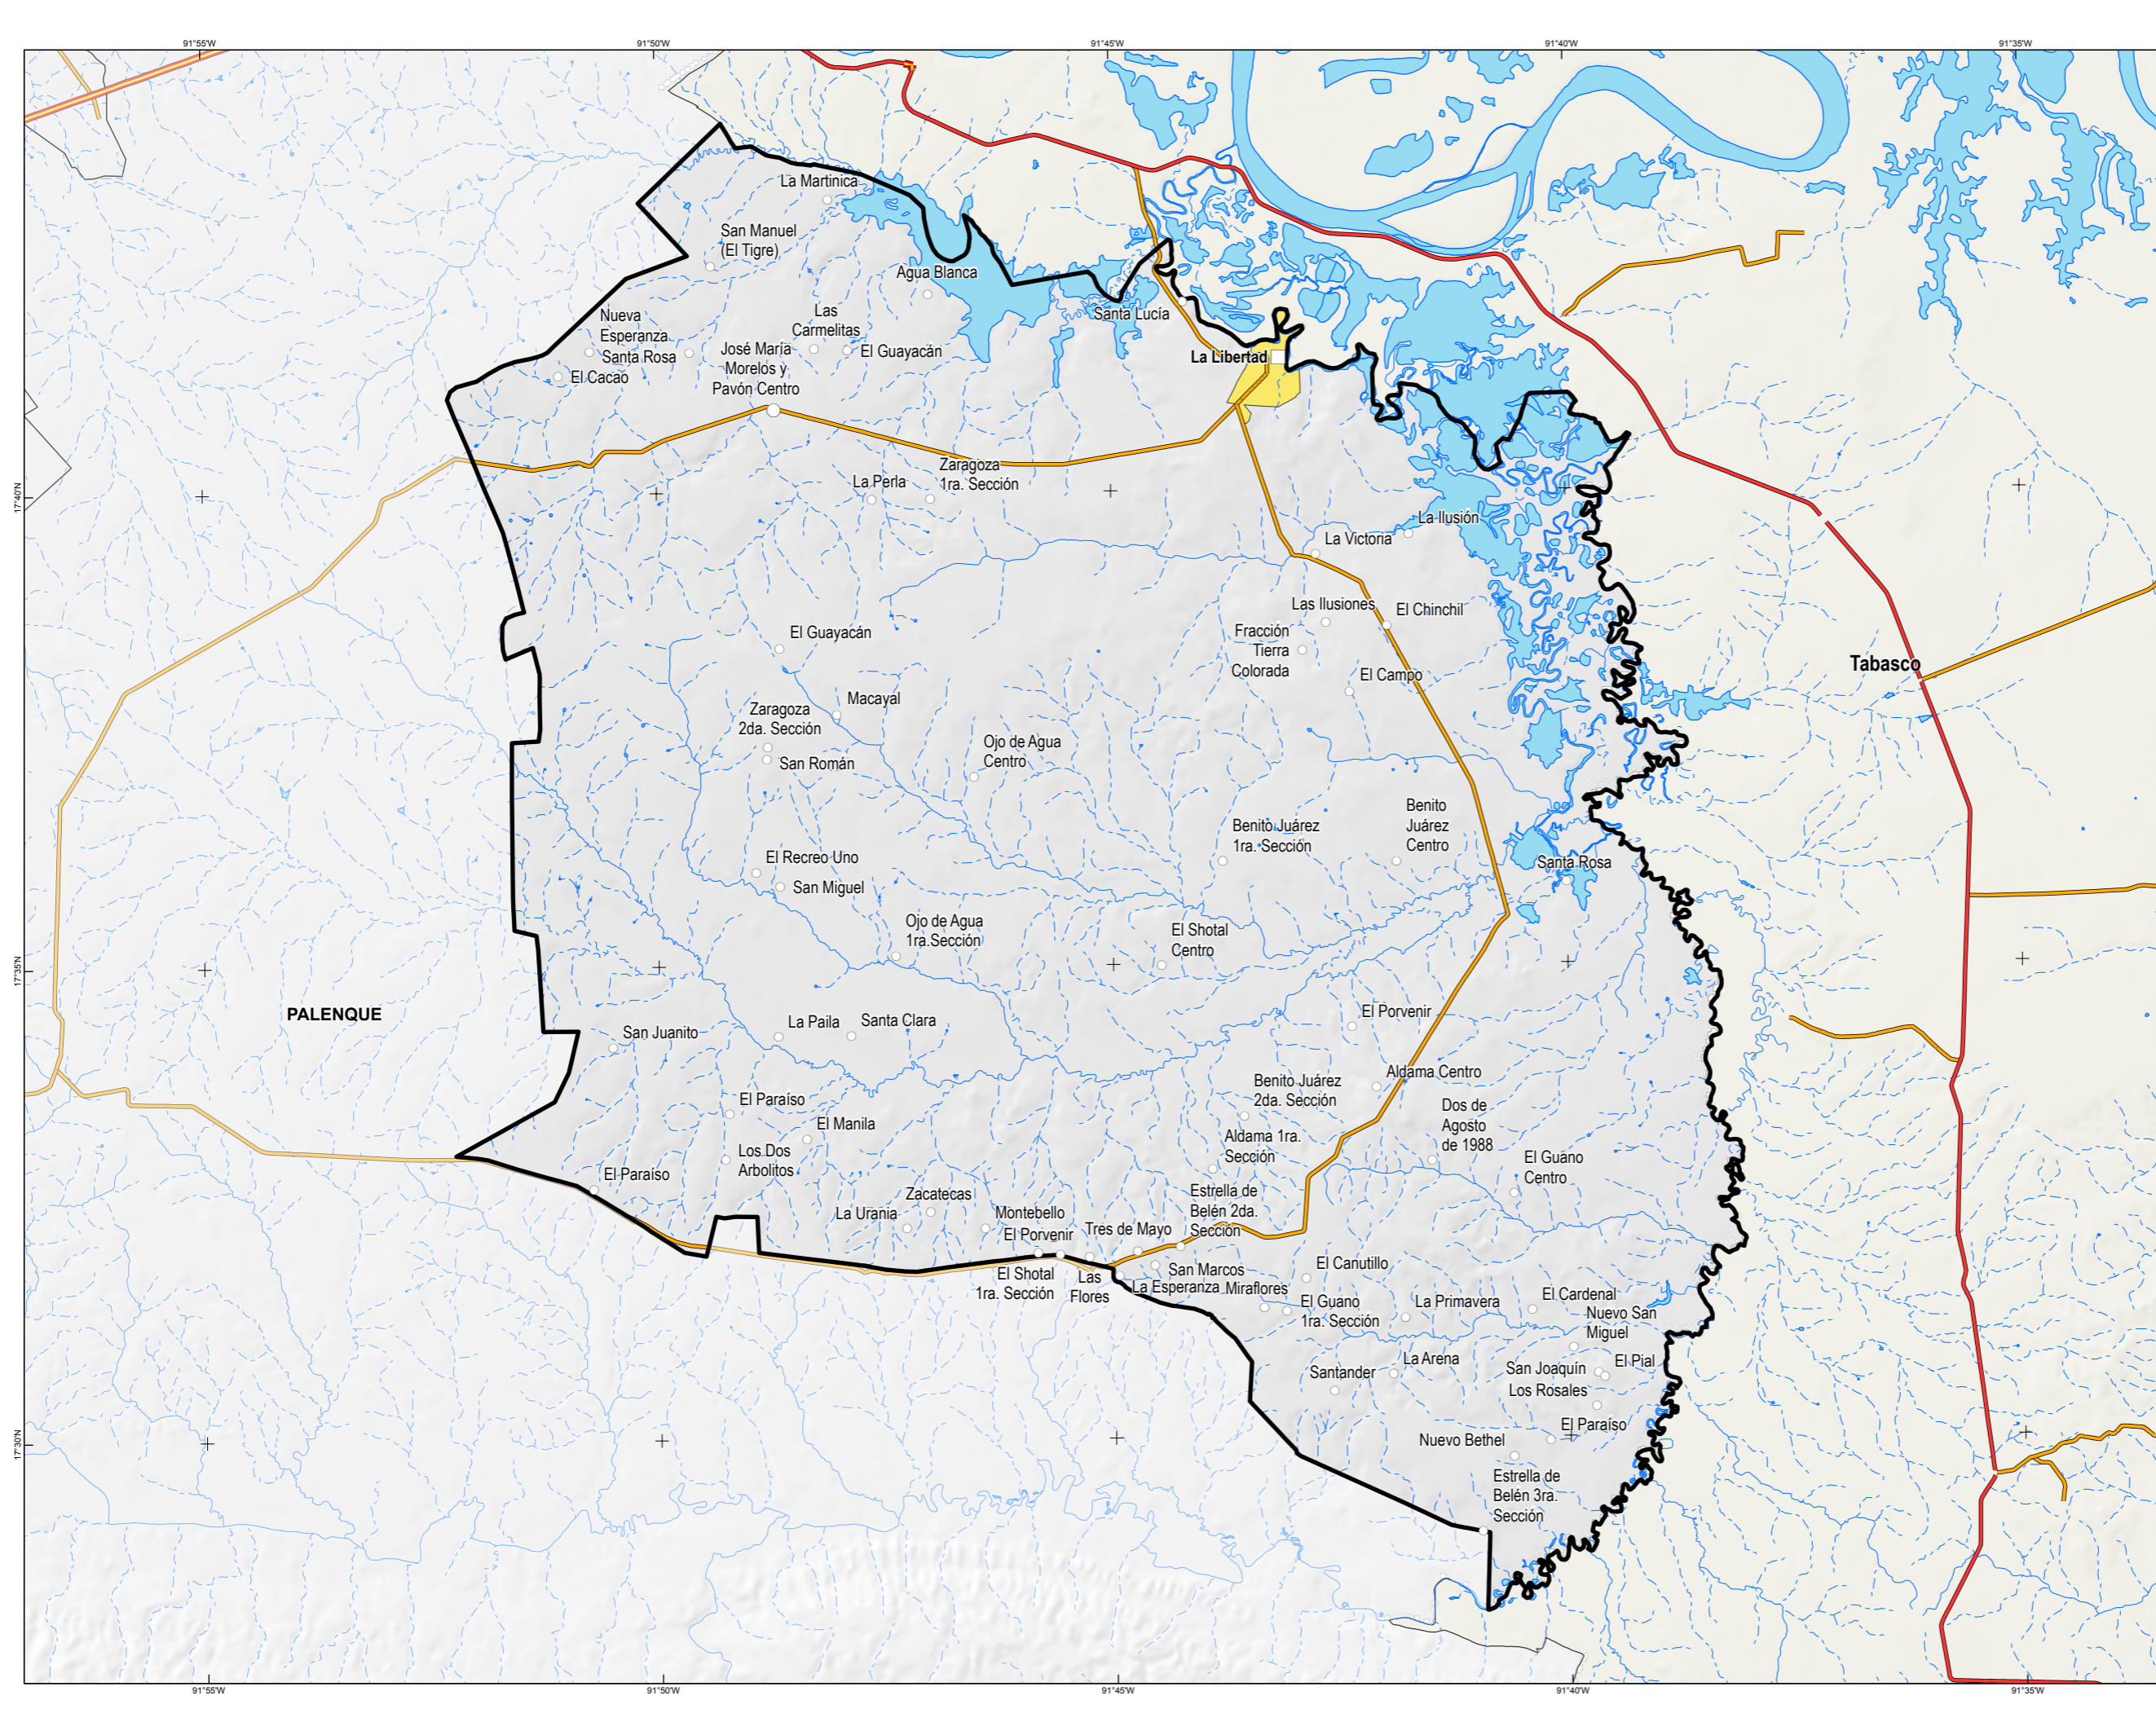 91°55'W
91°50'W
91°45'W
91°40'W
91°35'W
La Martinica
San Manuel
(El Tigre)
Agua Blanca
Santa Lucía
Nueva
Esperanza
Santa Rosa
El Cacao
Las
Carmelitas
José María
Morelos y
Pavón Centro
El Guayacán
La Libertad
Zaragoza
1ra. Sección
La Perla
17°40'N
La Ilusión
La Victoria
Las Ilusiones
El Chinchil
Fracción
Tierra
Colorada
El Guayacán
El Campo
Tabasco
Macayal
Zaragoza
2da. Sección
San Román
Ojo de Agua
Centro
Benito
Juárez
Centro
Benito Juárez
1ra. Sección
El Recreo Uno
San Miguel
Santa Rosa
Ojo de Agua
1ra.Sección
El Shotal
Centro
17°35'N
PALENQUE
San Juanito
La Paila
Santa Clara
El Porvenir
Aldama Centro
Benito Juárez
2da. Sección
El Paraíso
El Manila
Dos de
Agosto
de 1988
Aldama 1ra.
Sección
Los Dos
Arbolitos
El Paraíso
El Guano
Centro
Zacatecas
La Urania
Estrella de
Belén 2da.
Sección
Montebello
El Porvenir
Tres de Mayo
El Shotal
1ra. Sección
Las
Flores
San Marcos
La Esperanza
Miraflores
El Canutillo
El Guano
1ra. Sección
La Primavera
El Cardenal
Nuevo San
Miguel
Santander
La Arena
San Joaquín
El Pial
Los Rosales
El Paraíso
Nuevo Bethel
17°30'N
Estrella de
Belén 3ra.
Sección
91°55'W
91°50'W
91°45'W
91°40'W
91°35'W